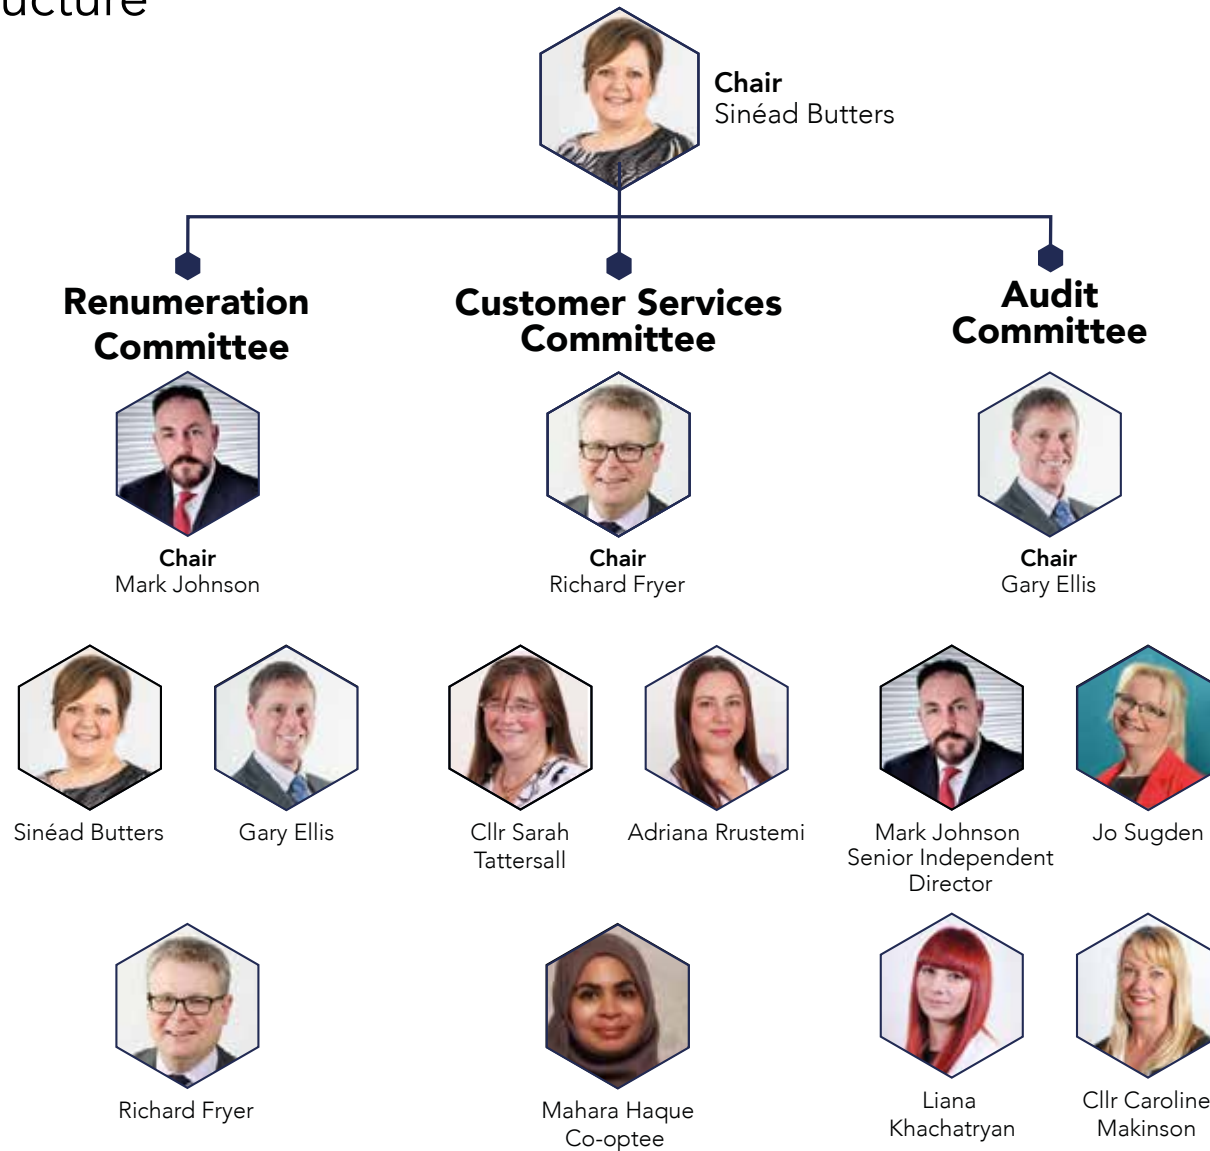 ucture
Chair
Sinéad Butters
Renumeration
Committee
Customer Services
Committee
Audit
Committee
Chair
Mark Johnson
Chair
Richard Fryer
Chair
Gary Ellis
Sinéad Butters
Gary Ellis
Cllr Sarah
Tattersall
Adriana Rrustemi
Mark Johnson
Senior Independent
Director
Jo Sugden
Richard Fryer
Mahara Haque
Co-optee
Liana
Khachatryan
Cllr Caroline
Makinson